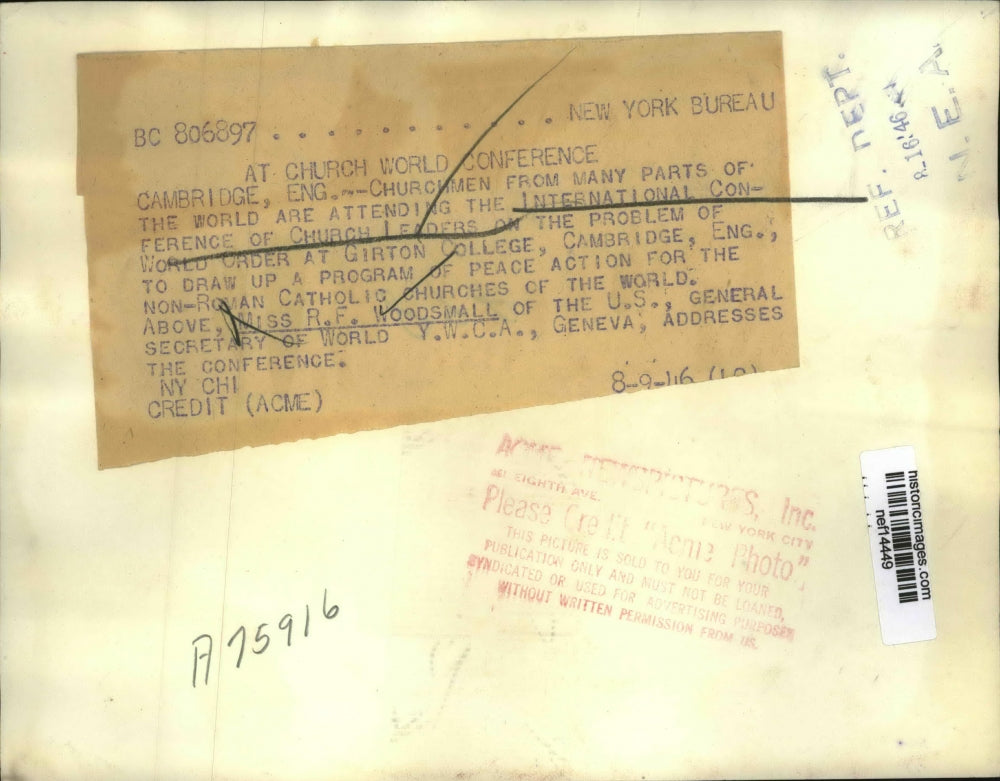 BC 806897 . . . . . . . . . . . . NEW YORK BUREAU
AT CHURCH WORLD CONFERENCE
CAMBRIDGE, ENG.--CHURCHMEN FROM MANY PARTS OF
THE WORLD ARE ATTENDING THE INTERNATIONAL CON-
FERENCE OF CHURCH LEADERS ON THE PROBLEM OF
WORLD ORDER AT GIRTON COLLEGE, CAMBRIDGE, ENG.,
TO DRAW UP A PROGRAM OF PEACE ACTION FOR THE
NON-ROMAN CATHOLIC CHURCHES OF THE WORLD.
ABOVE, MISS R.F. WOODSMALL OF THE U.S., GENERAL
SECRETARY OF WORLD Y.W.C.A., GENEVA, ADDRESSES
THE CONFERENCE.
NY CHI
CREDIT (ACME) 8-9-46
REF. DEPT.
N. E. A.
ACME NEWSPICTURES, Inc.
461 EIGHTH AVE. NEW YORK CITY
Please Credit "Acme Photo"
THIS PICTURE IS SOLD TO YOU FOR YOUR
PUBLICATION ONLY AND MUST NOT BE LOANED,
SYNDICATED OR USED FOR ADVERTISING PURPOSES
WITHOUT WRITTEN PERMISSION FROM US.
historicimages.com
nef14449
A75916